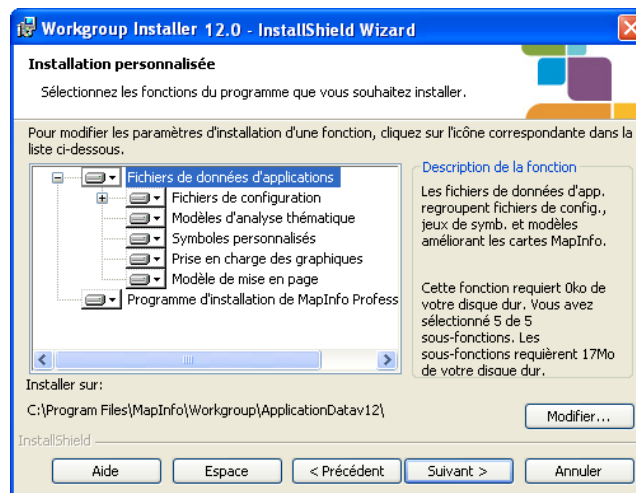 Workgroup Installer 12.0 - InstallShield Wizard
Installation personnalisée
Sélectionnez les fonctions du programme que vous souhaitez installer.
Pour modifier les paramètres d'installation d'une fonction, cliquez sur l'icône correspondante dans la
liste ci-dessous.
Fichiers de données d'applications
Fichiers de configuration
Modèles d'analyse thématique
Symboles personnalisés
Prise en charge des graphiques
Modèle de mise en page
Programme d'installation de MapInfo Profess
Description de la fonction
Les fichiers de données d'app.
regroupent fichiers de config.,
jeux de symb. et modèles
améliorant les cartes MapInfo.
Cette fonction requiert 0ko de
votre disque dur. Vous avez
sélectionné 5 de 5
sous-fonctions. Les
sous-fonctions requièrent 17Mo
de votre disque dur.
Installer sur:
C:\Program Files\MapInfo\Workgroup\ApplicationDatav12\
Modifier...
InstallShield
Aide
Espace
< Précédent
Suivant >
Annuler